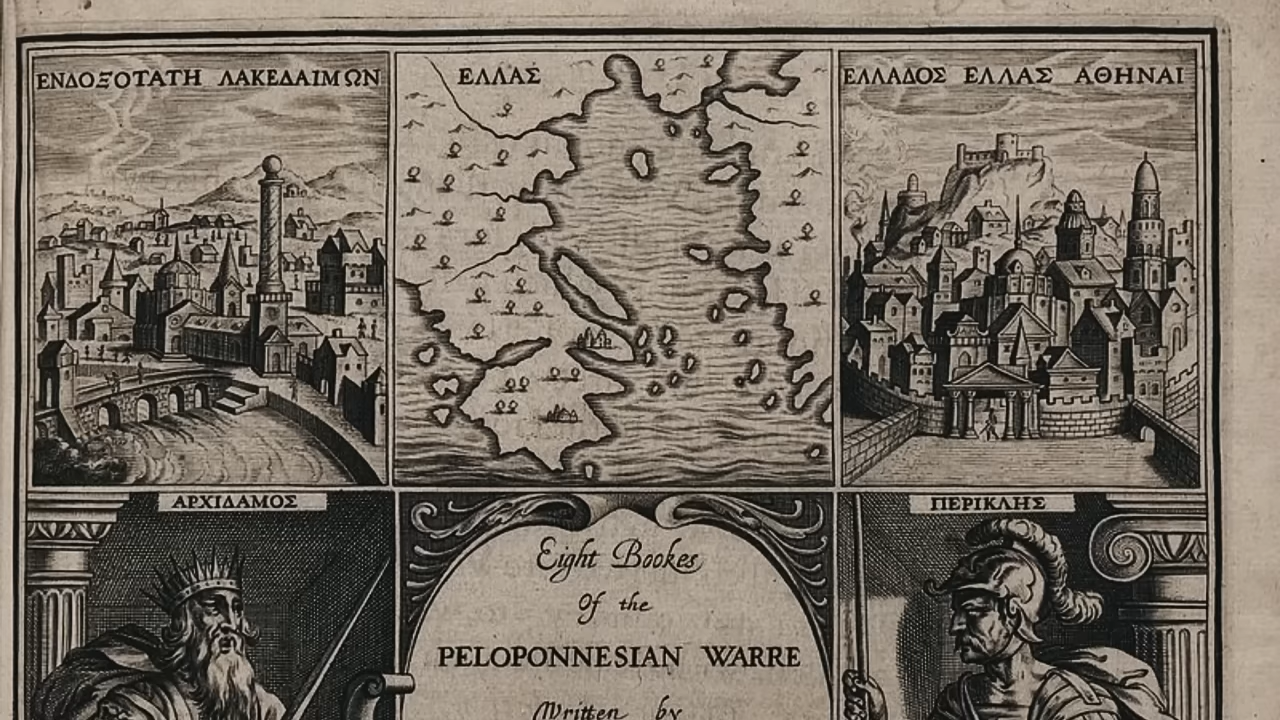 ΕΝΔΟΞΟΤΑΤΗ ΛΑΚΕΔΑΙΜΩΝ
ΕΛΛΑΣ
ΕΛΛΑΔΟΣ ΕΛΛΑΣ ΑΘΗΝΑΙ
ΑΡΧΙΔΑΜΟΣ
ΠΕΡΙΚΛΗΣ
Eight Bookes
Of the
PELOPONNESIAN WARRE
Written by